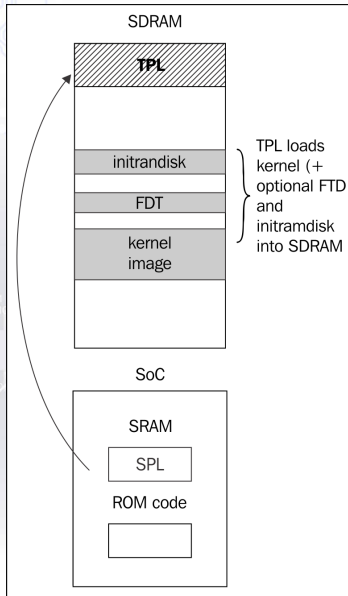 SDRAM
TPL
initrandisk
FDT
kernel
image
TPL loads
kernel (+
optional FTD
and
initramdisk
into SDRAM
SoC
SRAM
SPL
ROM code